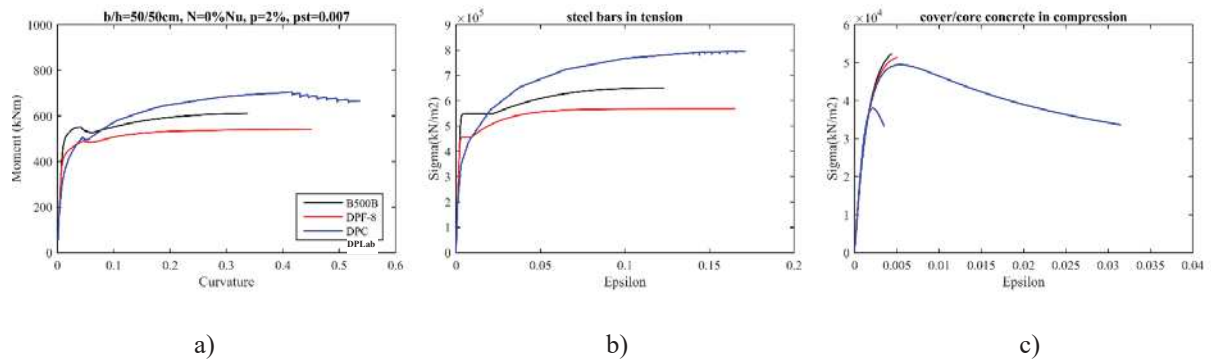 b/h=50/50cm, N=0%Nu, p=2%, pst=0.007
1000
800
600
400
200
0
Moment (kNm)
0
0.1
0.2
0.3
0.4
0.5
0.6
Curvature
B500B
DPF-8
DPC
DPLab
a)
steel bars in tension
×10⁵
9
8
7
6
5
4
3
2
1
0
Sigma(kN/m2)
0
0.05
0.1
0.15
0.2
Epsilon
b)
cover/core concrete in compression
×10⁴
6
5
4
3
2
1
0
Sigma(kN/m2)
0
0.005
0.01
0.015
0.02
0.025
0.03
0.035
0.04
Epsilon
c)